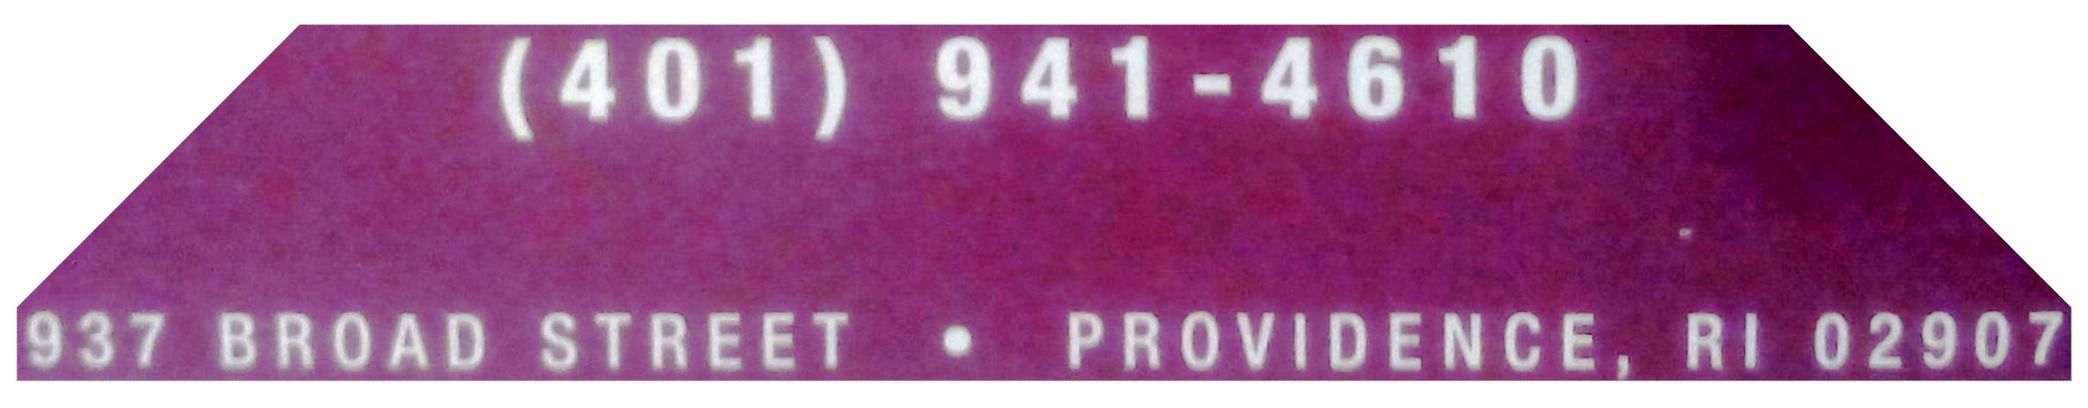 (401) 941-4610
937 BROAD STREET • PROVIDENCE, RI 02907